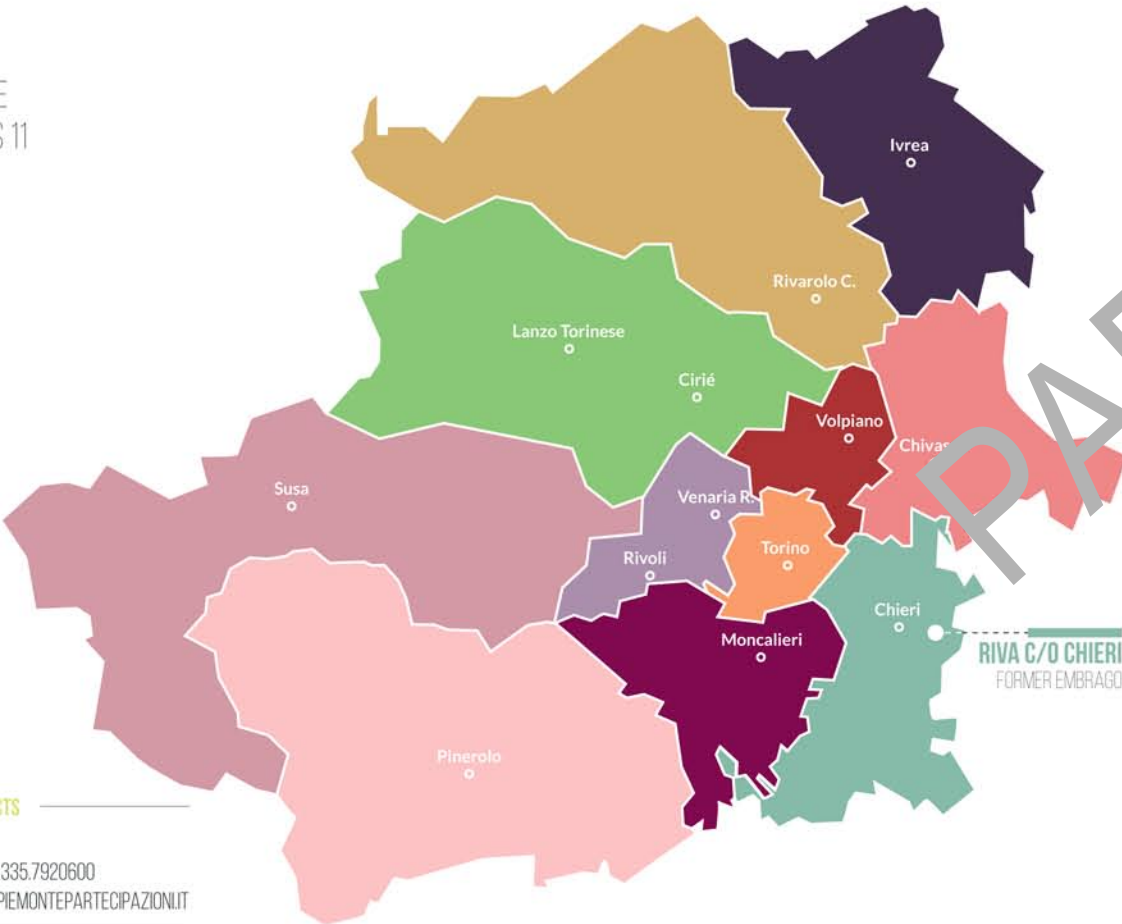 11
Ivrea
Rivarolo C.
Lanzo Torinese
Cirié
Volpiano
Susa
Venaria R.
Torino
Rivoli
Chieri
Moncalieri
RIVA C/O CHIERI
FORMER EMBRAGO
Pinerolo
335.7920600
PIEMONTEPARTECIPAZIONI.IT